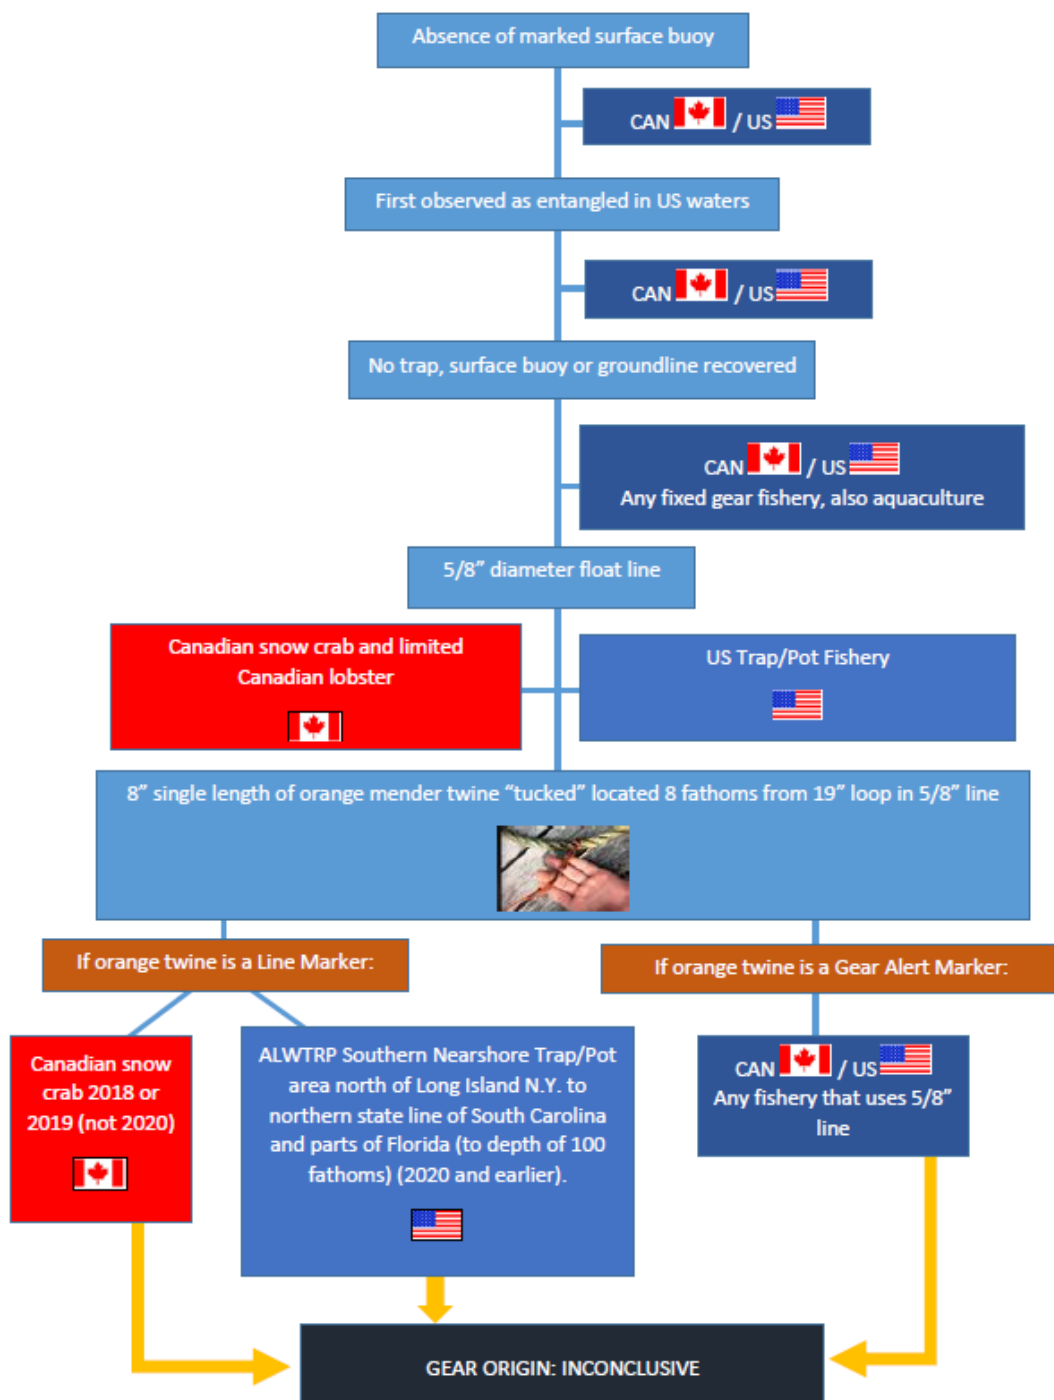 Absence of marked surface buoy
CAN / US
First observed as entangled in US waters
CAN / US
No trap, surface buoy or groundline recovered
CAN / US
Any fixed gear fishery, also aquaculture
5/8” diameter float line
Canadian snow crab and limited
Canadian lobster
US Trap/Pot Fishery
8” single length of orange mender twine “tucked” located 8 fathoms from 19” loop in 5/8” line
If orange twine is a Line Marker:
If orange twine is a Gear Alert Marker:
Canadian snow
crab 2018 or
2019 (not 2020)
ALWTRP Southern Nearshore Trap/Pot
area north of Long Island N.Y. to
northern state line of South Carolina
and parts of Florida (to depth of 100
fathoms) (2020 and earlier).
CAN / US
Any fishery that uses 5/8”
line
GEAR ORIGIN: INCONCLUSIVE